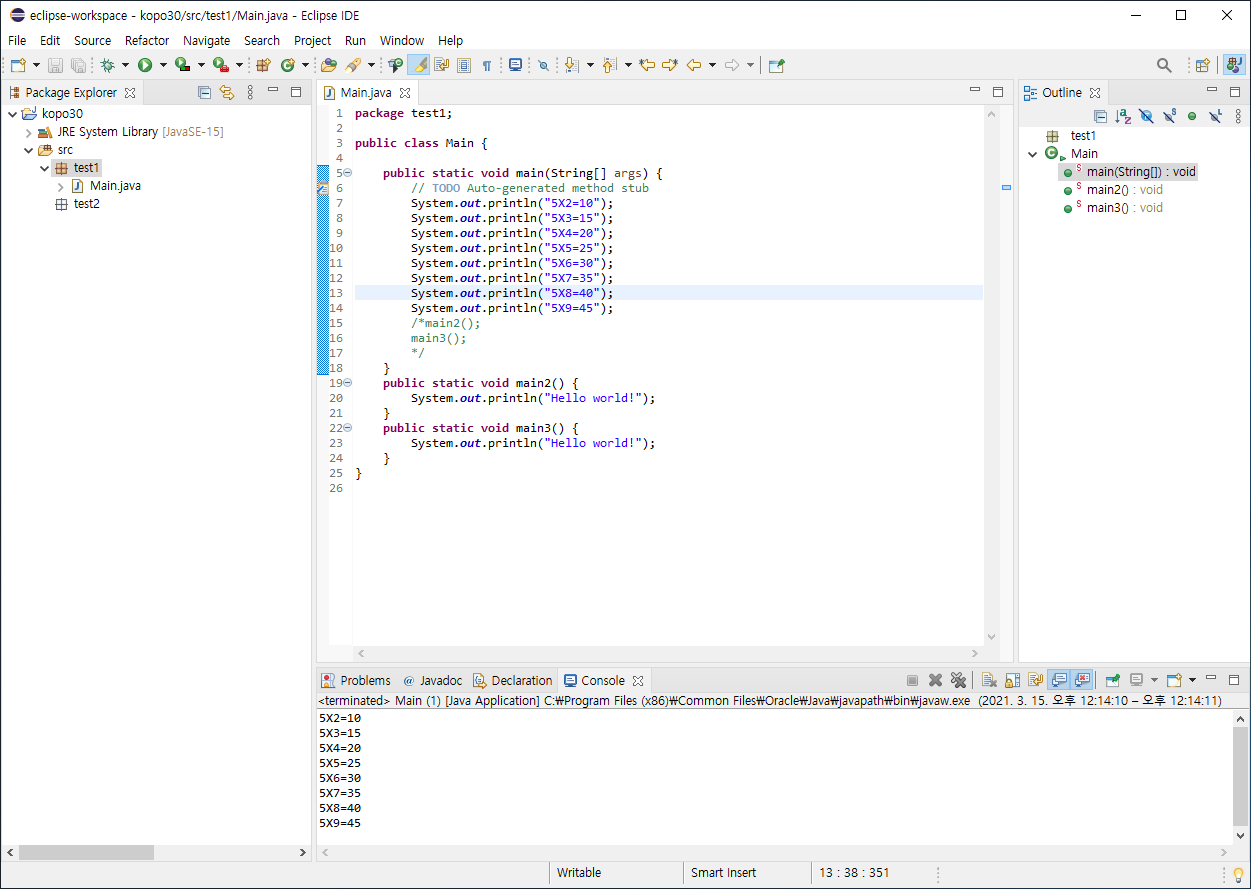 eclipse-workspace - kopo30/src/test1/Main.java - Eclipse IDE
File Edit Source Refactor Navigate Search Project Run Window Help
Package Explorer
kopo30
JRE System Library [JavaSE-15]
src
test1
Main.java
test2
Main.java
1 package test1;
2
3 public class Main {
4
5 public static void main(String[] args) {
6 // TODO Auto-generated method stub
7 System.out.println("5X2=10");
8 System.out.println("5X3=15");
9 System.out.println("5X4=20");
10 System.out.println("5X5=25");
11 System.out.println("5X6=30");
12 System.out.println("5X7=35");
13 System.out.println("5X8=40");
14 System.out.println("5X9=45");
15 /*main2();
16 main3();
17 */
18 }
19 public static void main2() {
20 System.out.println("Hello world!");
21 }
22 public static void main3() {
23 System.out.println("Hello world!");
24 }
25 }
26
Outline
test1
Main
main(String[]) : void
main2() : void
main3() : void
Problems @ Javadoc Declaration Console
<terminated> Main (1) [Java Application] C:₩Program Files (x86)₩Common Files₩Oracle₩Java₩javapath₩bin₩javaw.exe (2021. 3. 15. 오후 12:14:10 – 오후 12:14:11)
5X2=10
5X3=15
5X4=20
5X5=25
5X6=30
5X7=35
5X8=40
5X9=45
Writable Smart Insert 13 : 38 : 351